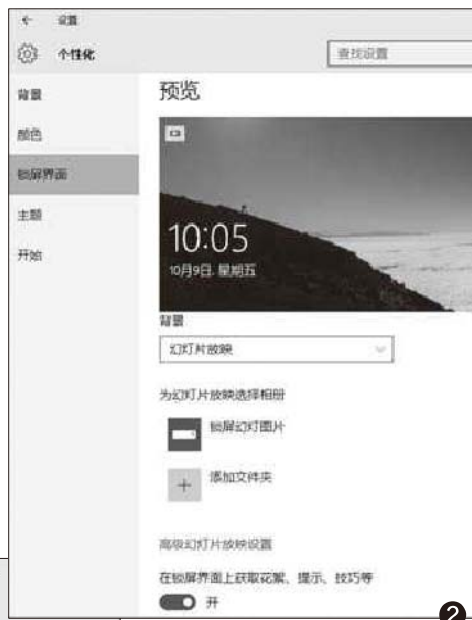 ← 设置
个性化
查找设置
背景
颜色
锁屏界面
主题
开始
预览
10:05
10月9日, 星期五
背景
幻灯片放映
为幻灯片放映选择相册
锁屏幻灯图片
+ 添加文件夹
高级幻灯片放映设置
在锁屏界面上获取花絮、提示、技巧等
开
2